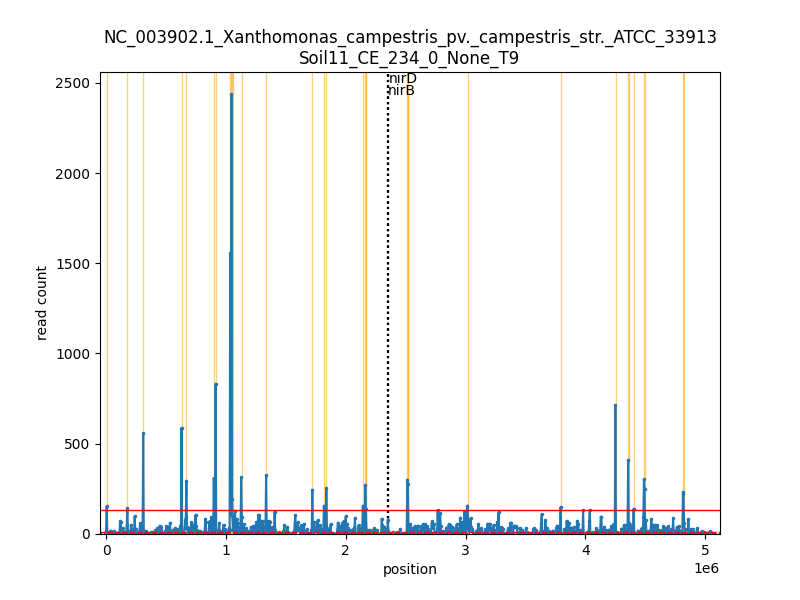 NC_003902.1_Xanthomonas_campestris_pv._campestris_str._ATCC_33913
Soil11_CE_234_0_None_T9
nirD
nirB
2500
2000
1500
1000
500
0
read count
0 1 2 3 4 5
1e6
position